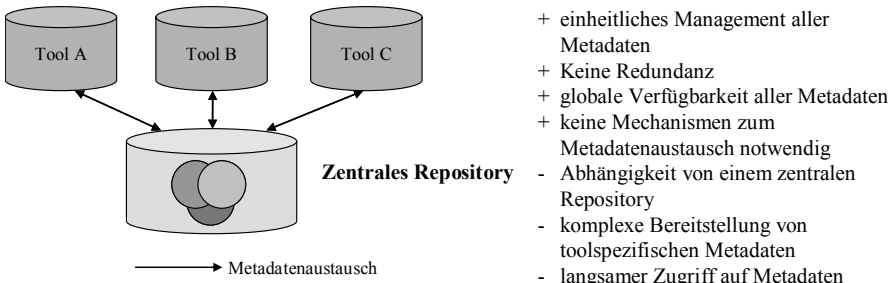 Tool A
Tool B
Tool C
Zentrales Repository
Metadatenaustausch
+ einheitliches Management aller
Metadaten
+ Keine Redundanz
+ globale Verfügbarkeit aller Metadaten
+ keine Mechanismen zum
Metadatenaustausch notwendig
- Abhängigkeit von einem zentralen
Repository
- komplexe Bereitstellung von
toolspezifischen Metadaten
- langsamer Zugriff auf Metadaten